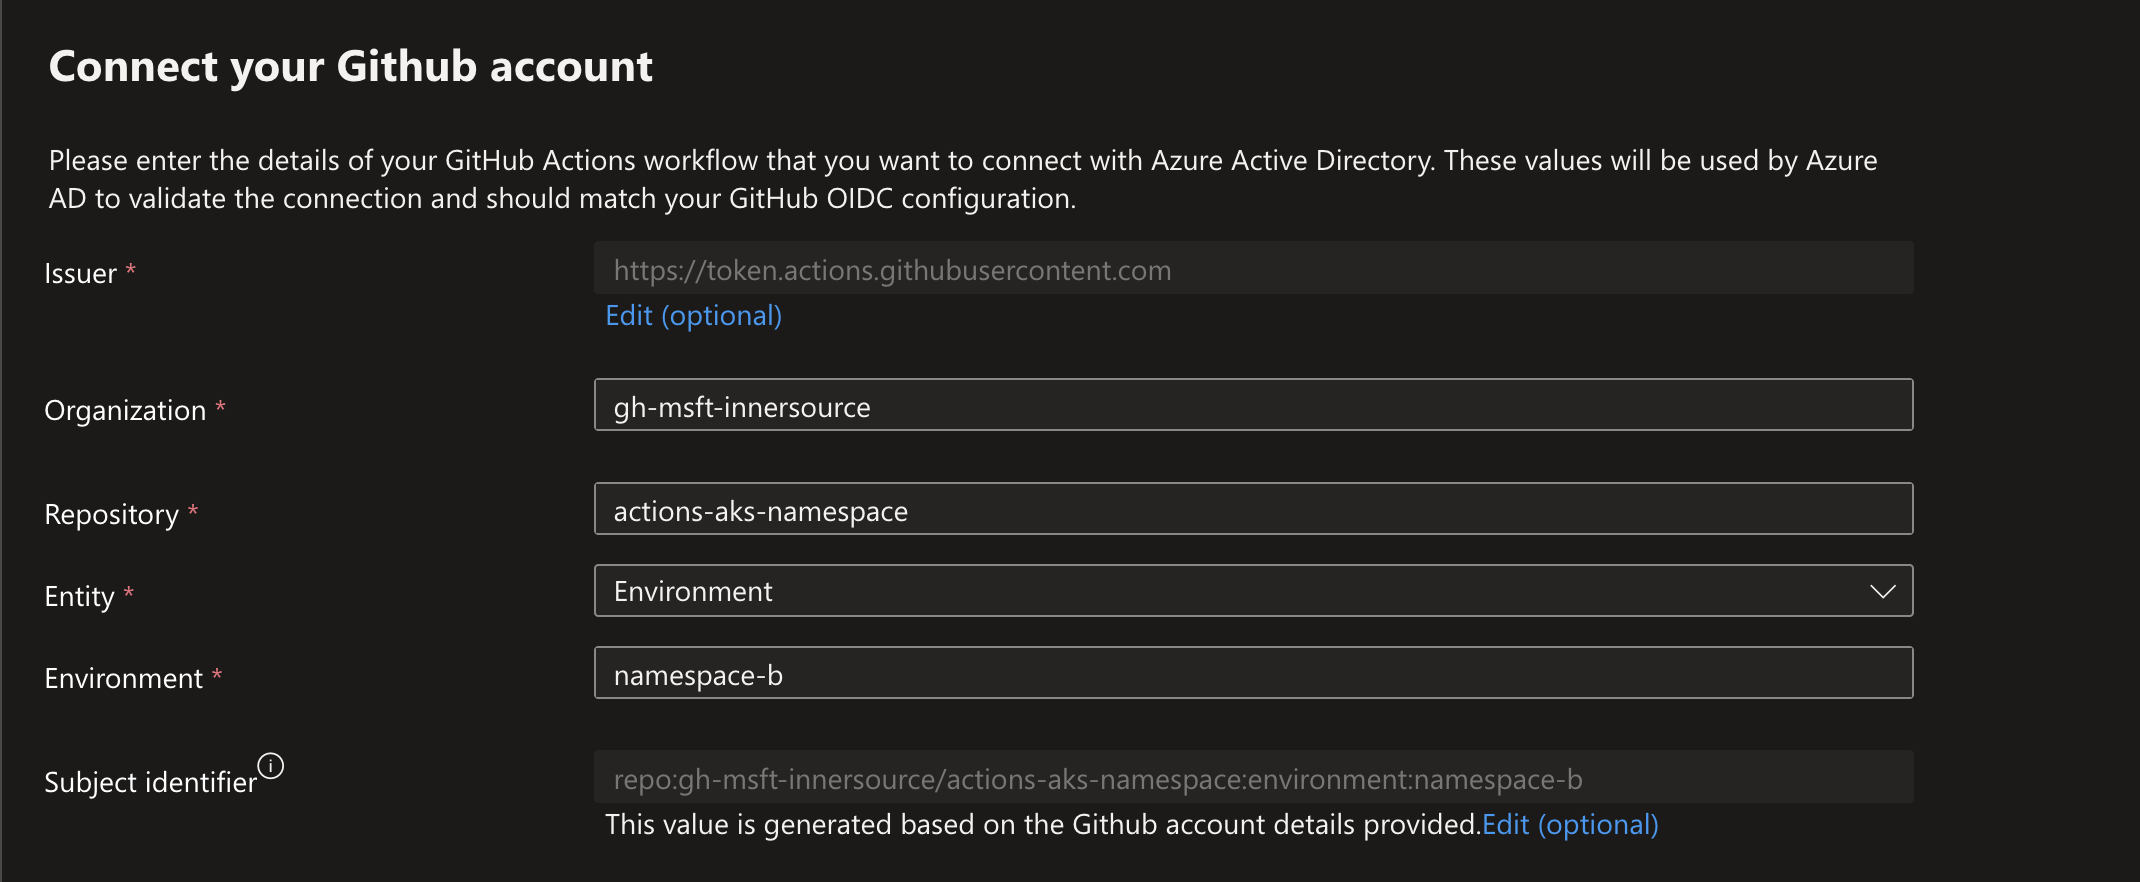 Connect your Github account
Please enter the details of your GitHub Actions workflow that you want to connect with Azure Active Directory. These values will be used by Azure
AD to validate the connection and should match your GitHub OIDC configuration.
Issuer *
https://token.actions.githubusercontent.com
Edit (optional)
Organization *
gh-msft-innersource
Repository *
actions-aks-namespace
Entity *
Environment
Environment *
namespace-b
Subject identifier
repo:gh-msft-innersource/actions-aks-namespace:environment:namespace-b
This value is generated based on the Github account details provided.Edit (optional)